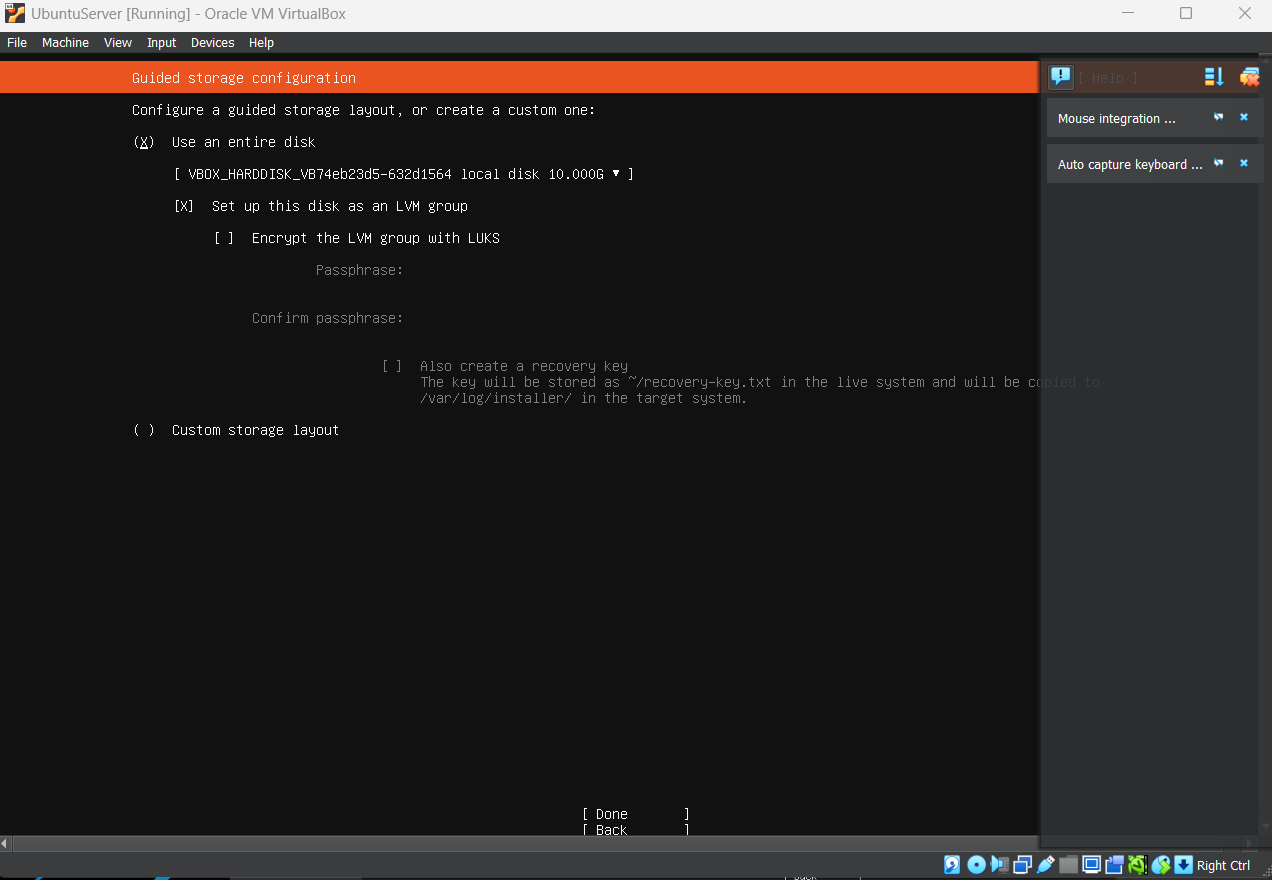 UbuntuServer [Running] - Oracle VM VirtualBox
File Machine View Input Devices Help
Guided storage configuration
[ Help ]
Configure a guided storage layout, or create a custom one:
Mouse integration ...
(X) Use an entire disk
Auto capture keyboard ...
[ VBOX_HARDDISK_VB74eb23d5-632d1564 local disk 10.000G ▾ ]
[X] Set up this disk as an LVM group
[ ] Encrypt the LVM group with LUKS
Passphrase:
Confirm passphrase:
[ ] Also create a recovery key
The key will be stored as ~/recovery-key.txt in the live system and will be copied to
/var/log/installer/ in the target system.
( ) Custom storage layout
[ Done ]
[ Back ]
Right Ctrl